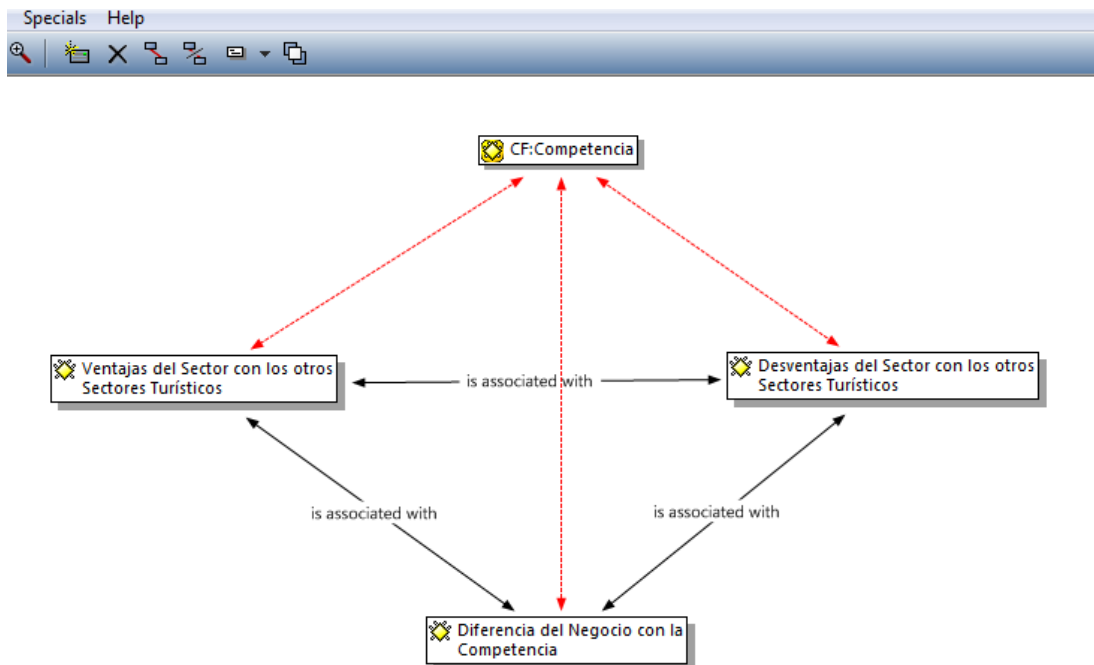 Specials Help
CF:Competencia
Ventajas del Sector con los otros
Sectores Turísticos
is associated with
Desventajas del Sector con los otros
Sectores Turísticos
is associated with
is associated with
Diferencia del Negocio con la
Competencia